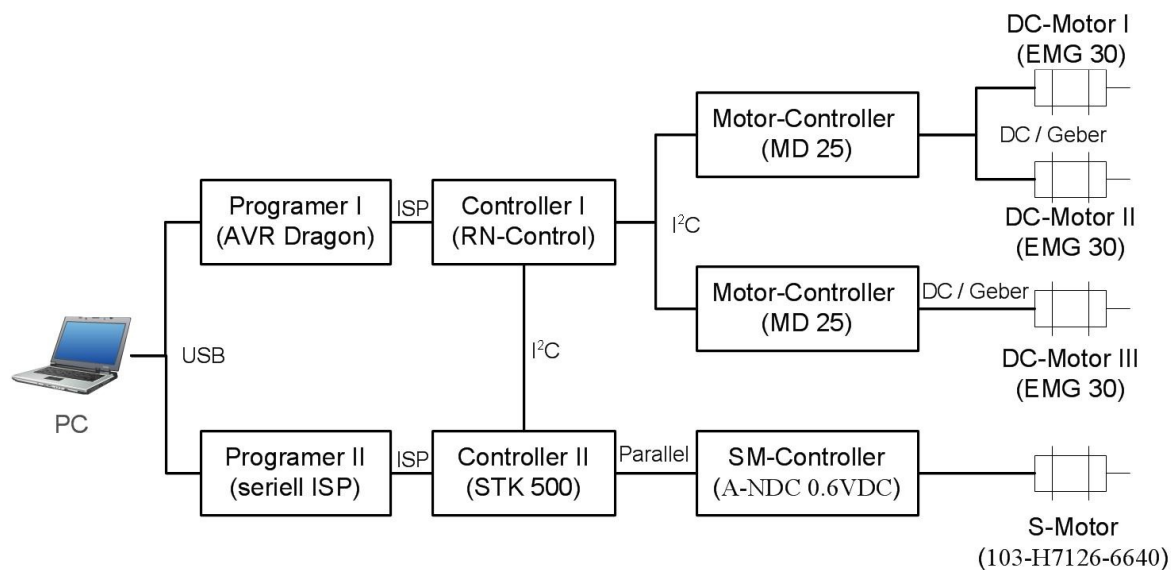 DC-Motor I
(EMG 30)
Motor-Controller
(MD 25)
DC / Geber
DC-Motor II
(EMG 30)
Programer I
(AVR Dragon)
ISP
Controller I
(RN-Control)
I²C
Motor-Controller
(MD 25)
DC / Geber
DC-Motor III
(EMG 30)
PC
USB
I²C
Programer II
(seriell ISP)
ISP
Controller II
(STK 500)
Parallel
SM-Controller
(A-NDC 0.6VDC)
S-Motor
(103-H7126-6640)